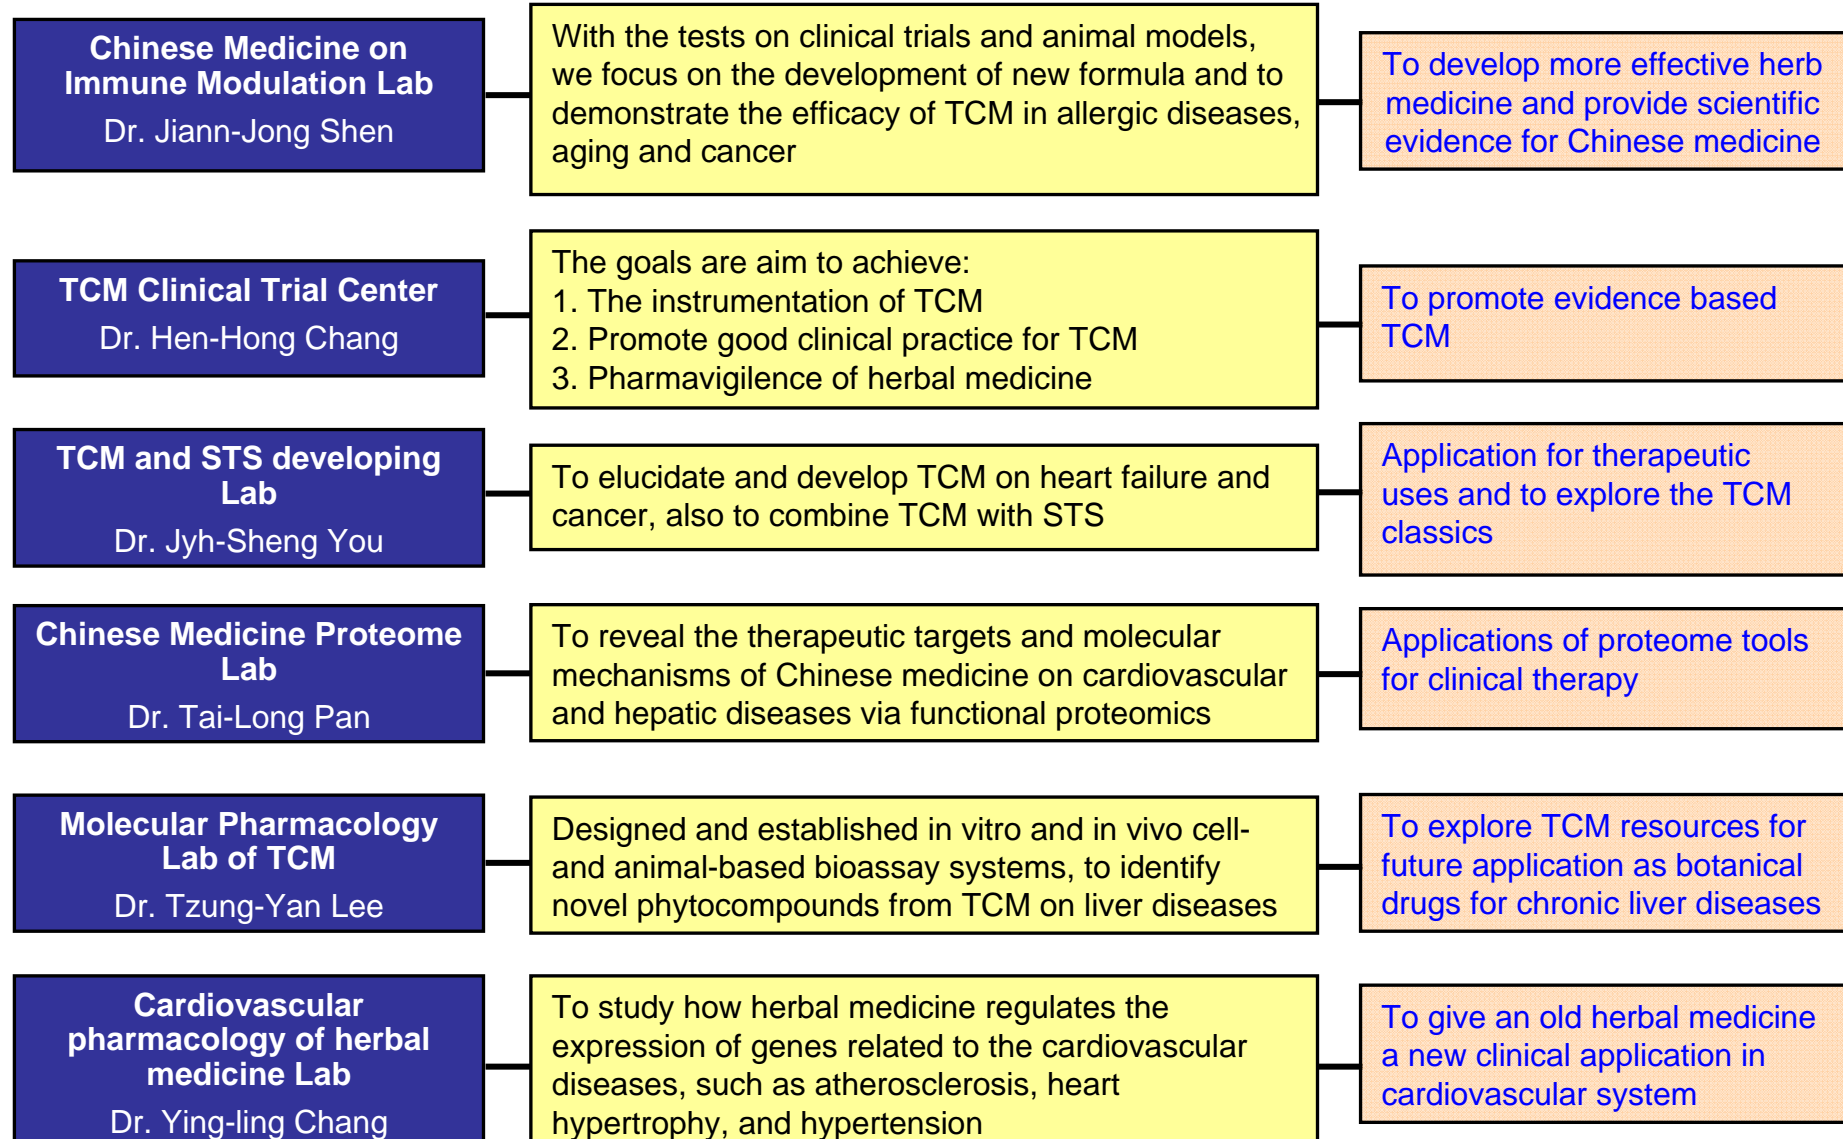 Chinese Medicine on
Immune Modulation Lab
Dr. Jiann-Jong Shen
With the tests on clinical trials and animal models,
we focus on the development of new formula and to
demonstrate the efficacy of TCM in allergic diseases,
aging and cancer
To develop more effective herb
medicine and provide scientific
evidence for Chinese medicine
TCM Clinical Trial Center
Dr. Hen-Hong Chang
The goals are aim to achieve:
1. The instrumentation of TCM
2. Promote good clinical practice for TCM
3. Pharmavigilence of herbal medicine
To promote evidence based
TCM
TCM and STS developing
Lab
Dr. Jyh-Sheng You
To elucidate and develop TCM on heart failure and
cancer, also to combine TCM with STS
Application for therapeutic
uses and to explore the TCM
classics
Chinese Medicine Proteome
Lab
Dr. Tai-Long Pan
To reveal the therapeutic targets and molecular
mechanisms of Chinese medicine on cardiovascular
and hepatic diseases via functional proteomics
Applications of proteome tools
for clinical therapy
Molecular Pharmacology
Lab of TCM
Dr. Tzung-Yan Lee
Designed and established in vitro and in vivo cell-
and animal-based bioassay systems, to identify
novel phytocompounds from TCM on liver diseases
To explore TCM resources for
future application as botanical
drugs for chronic liver diseases
Cardiovascular
pharmacology of herbal
medicine Lab
Dr. Ying-ling Chang
To study how herbal medicine regulates the
expression of genes related to the cardiovascular
diseases, such as atherosclerosis, heart
hypertrophy, and hypertension
To give an old herbal medicine
a new clinical application in
cardiovascular system